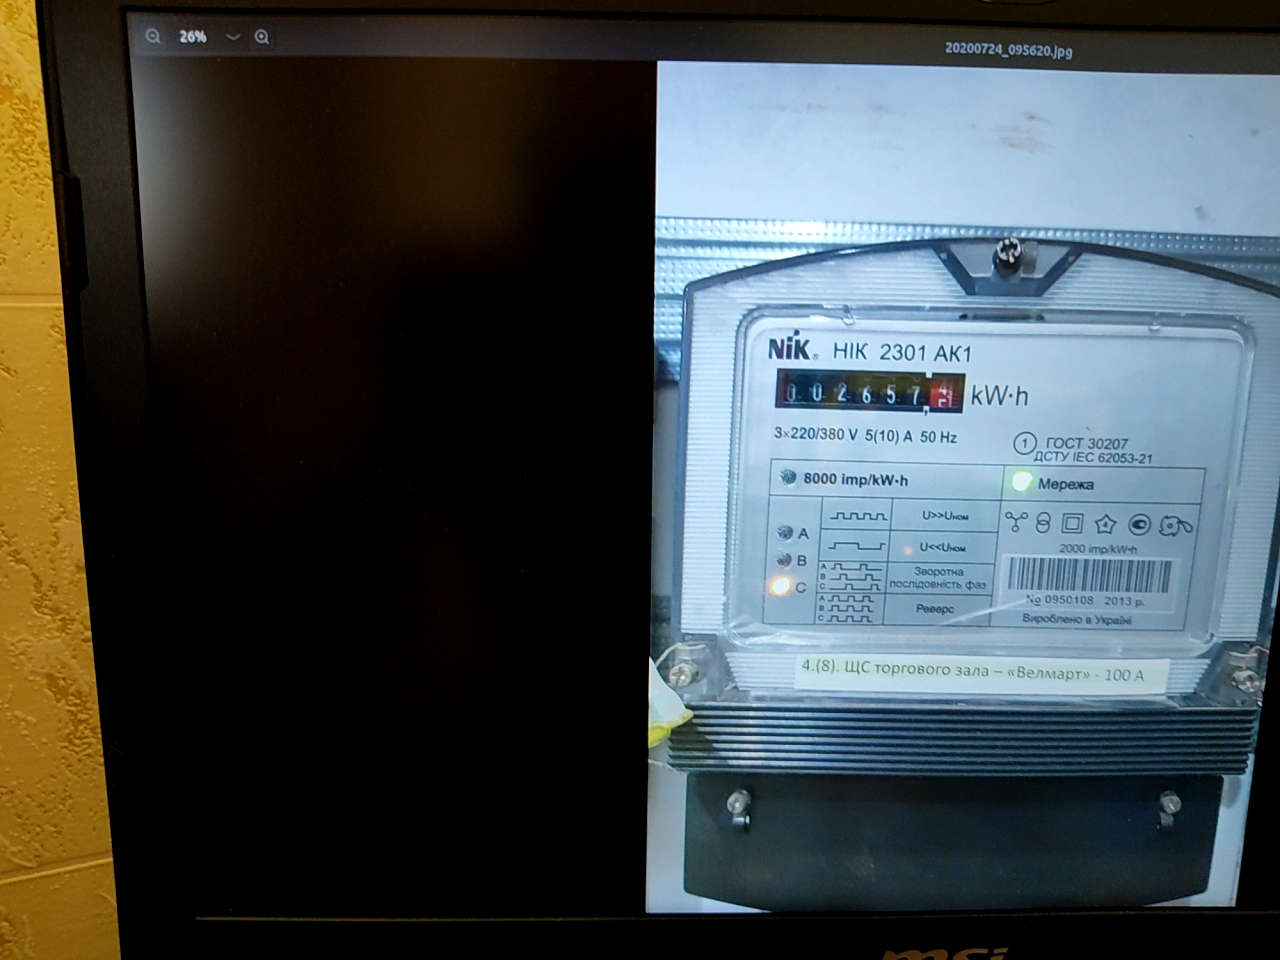 26%
20200724_095620.jpg
NiK® НІК 2301 АК1
002657 kW·h
3×220/380 V 5(10) A 50 Hz
1 ГОСТ 30207
ДСТУ IEC 62053-21
8000 imp/kW·h
Мережа
A
B
C
U>>Uном
U<<Uном
A
B
C
Зворотна
послідовність фаз
A
B
C
Реверс
2000 imp/kW·h
№ 0950108 2013 р.
Вироблено в Україні
4.(8). ЩС торгового зала – «Велмарт» - 100 А
msi